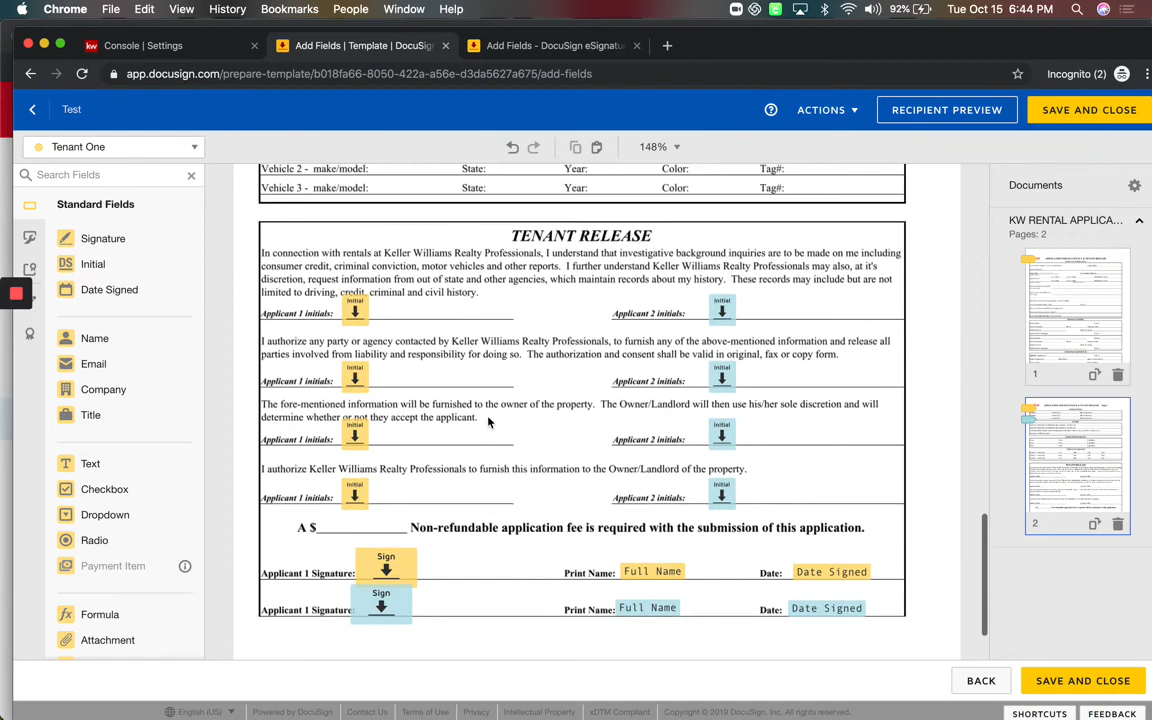 Chrome File Edit View History Bookmarks People Window Help 92% Tue Oct 15 6:44 PM
Console | Settings Add Fields | Template | DocuSig Add Fields - DocuSign eSignatu
app.docusign.com/prepare-template/b018fa66-8050-422a-a56e-d3da5627a675/add-fields Incognito (2)
Test ACTIONS RECIPIENT PREVIEW SAVE AND CLOSE
Tenant One 148%
Search Fields
Standard Fields
Signature
DS Initial
Date Signed
Name
Email
Company
Title
Text
Checkbox
Dropdown
Radio
Payment Item
fx Formula
Attachment
Vehicle 2 - make/model: State: Year: Color: Tag#:
Vehicle 3 - make/model: State: Year: Color: Tag#:
TENANT RELEASE
In connection with rentals at Keller Williams Realty Professionals, I understand that investigative background inquiries are to be made on me including
consumer credit, criminal conviction, motor vehicles and other reports. I further understand Keller Williams Realty Professionals may also, at it's
discretion, request information from out of state and other agencies, which maintain records about my history. These records may include but are not
limited to driving, credit, criminal and civil history.
Initial Initial
Applicant 1 initials: Applicant 2 initials:
I authorize any party or agency contacted by Keller Williams Realty Professionals, to furnish any of the above-mentioned information and release all
parties involved from liability and responsibility for doing so. The authorization and consent shall be valid in original, fax or copy form.
Initial Initial
Applicant 1 initials: Applicant 2 initials:
The fore-mentioned information will be furnished to the owner of the property. The Owner/Landlord will then use his/her sole discretion and will
determine whether or not they accept the applicant.
Initial Initial
Applicant 1 initials: Applicant 2 initials:
I authorize Keller Williams Realty Professionals to furnish this information to the Owner/Landlord of the property.
Initial Initial
Applicant 1 initials: Applicant 2 initials:
A $______________ Non-refundable application fee is required with the submission of this application.
Sign
Applicant 1 Signature: Print Name: Full Name Date: Date Signed
Sign
Applicant 1 Signature: Print Name: Full Name Date: Date Signed
Documents
KW RENTAL APPLICA...
Pages: 2
1
2
BACK SAVE AND CLOSE
English (US) Powered by DocuSign Contact Us Terms of Use Privacy Intellectual Property xDTM Compliant Copyright © 2019 DocuSign, Inc. All rights reserved. SHORTCUTS FEEDBACK